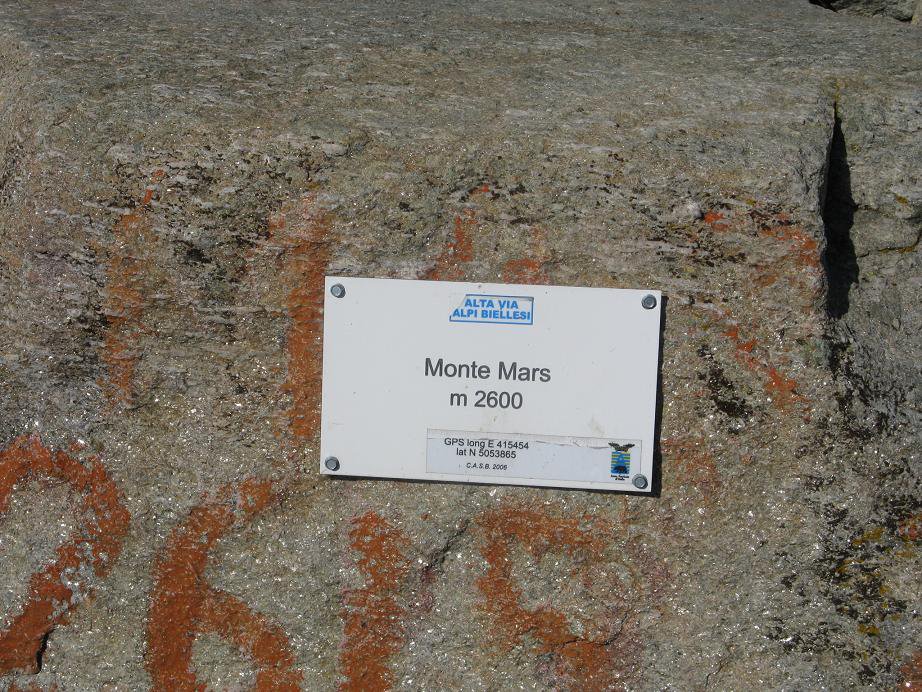 ALTA VIA
ALPI BIELLESI
Monte Mars
m 2600
GPS long E 415454
lat N 5053865
C.A.S.B. 2006